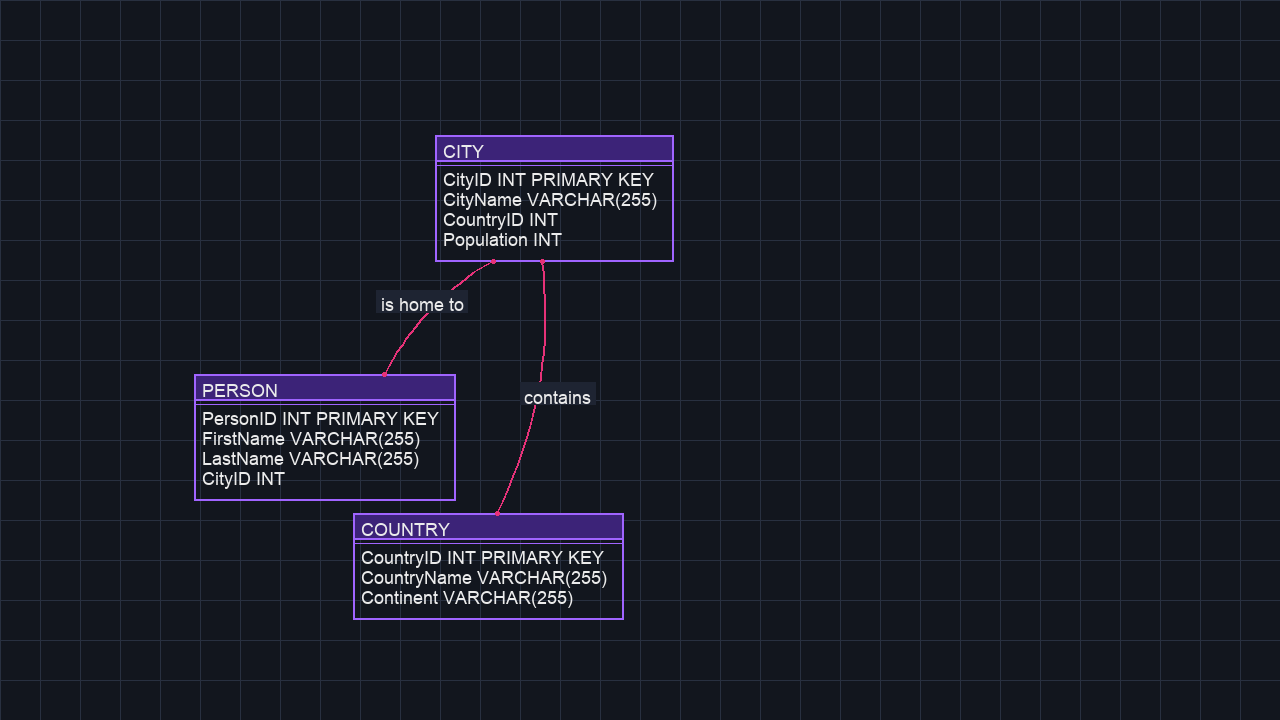 CITY
CityID INT PRIMARY KEY
CityName VARCHAR(255)
CountryID INT
Population INT
is home to
PERSON
PersonID INT PRIMARY KEY
FirstName VARCHAR(255)
LastName VARCHAR(255)
CityID INT
contains
COUNTRY
CountryID INT PRIMARY KEY
CountryName VARCHAR(255)
Continent VARCHAR(255)